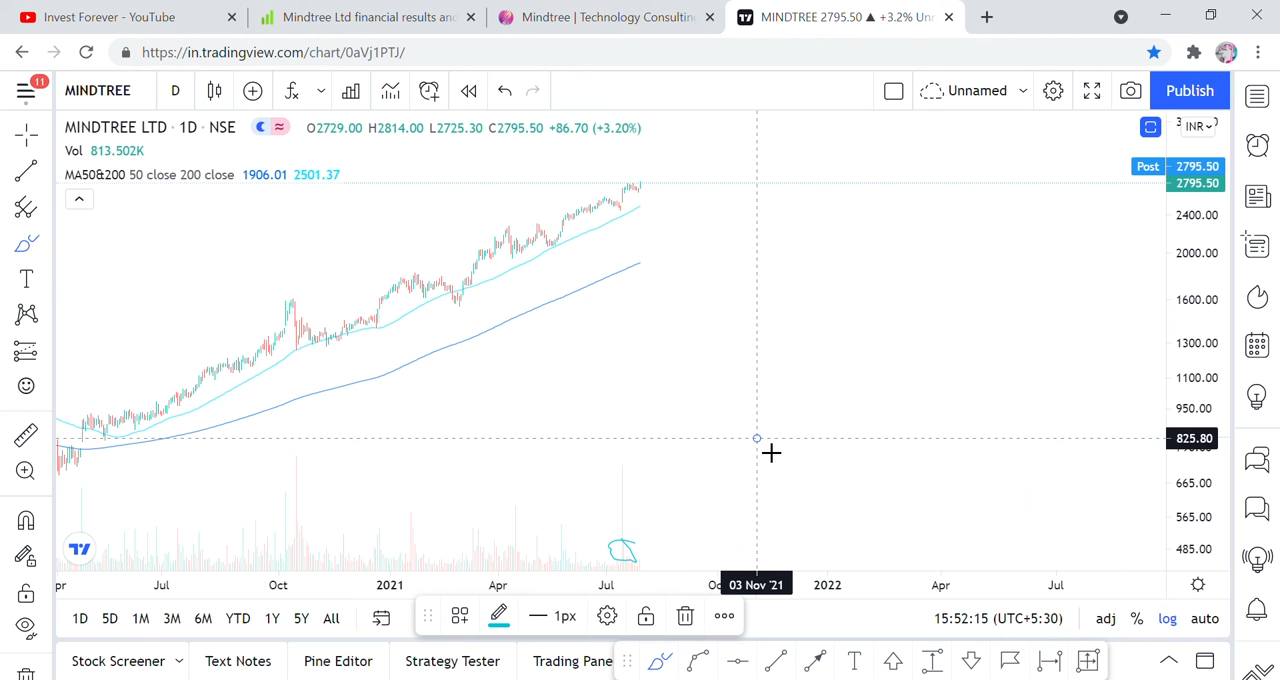 Invest Forever - YouTube
Mindtree Ltd financial results and
Mindtree | Technology Consulting
MINDTREE 2795.50 ▲ +3.2% Unn
https://in.tradingview.com/chart/0aVj1PTJ/
11
MINDTREE
D
Unnamed
Publish
MINDTREE LTD · 1D · NSE
O2729.00 H2814.00 L2725.30 C2795.50 +86.70 (+3.20%)
INR
Vol 813.502K
MA50&200 50 close 200 close 1906.01 2501.37
Post 2795.50
2795.50
2400.00
2000.00
1600.00
1300.00
1100.00
950.00
825.80
665.00
565.00
485.00
Jul
Oct
2021
Apr
Jul
03 Nov '21
2022
Apr
Jul
1D 5D 1M 3M 6M YTD 1Y 5Y All
1px
15:52:15 (UTC+5:30)
adj % log auto
Stock Screener
Text Notes
Pine Editor
Strategy Tester
Trading Pane